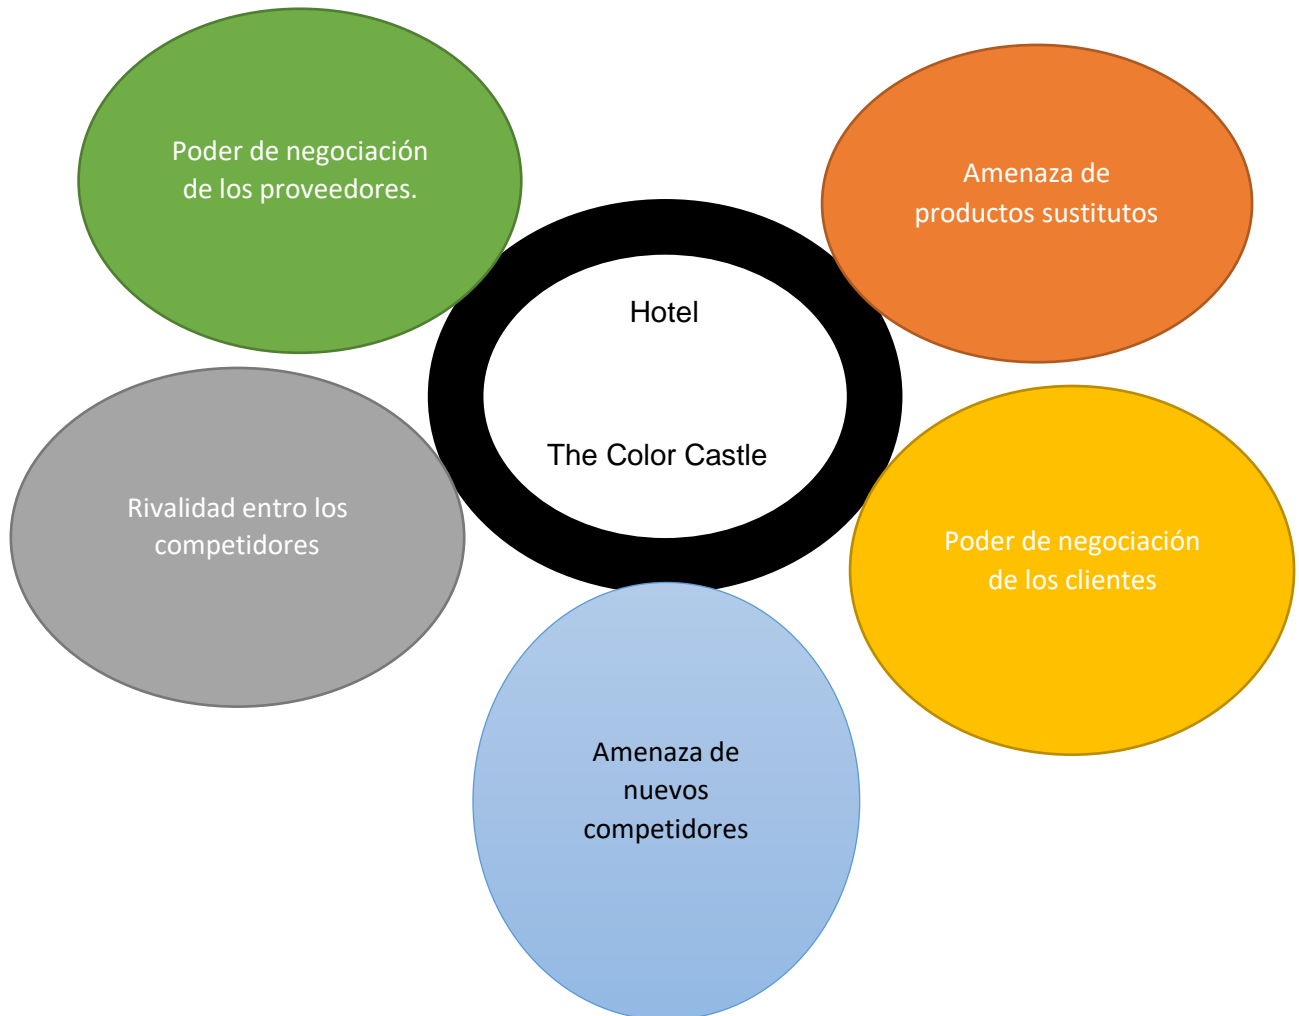 Poder de negociación
de los proveedores.
Amenaza de
productos sustitutos
Hotel
The Color Castle
Rivalidad entro los
competidores
Poder de negociación
de los clientes
Amenaza de
nuevos
competidores